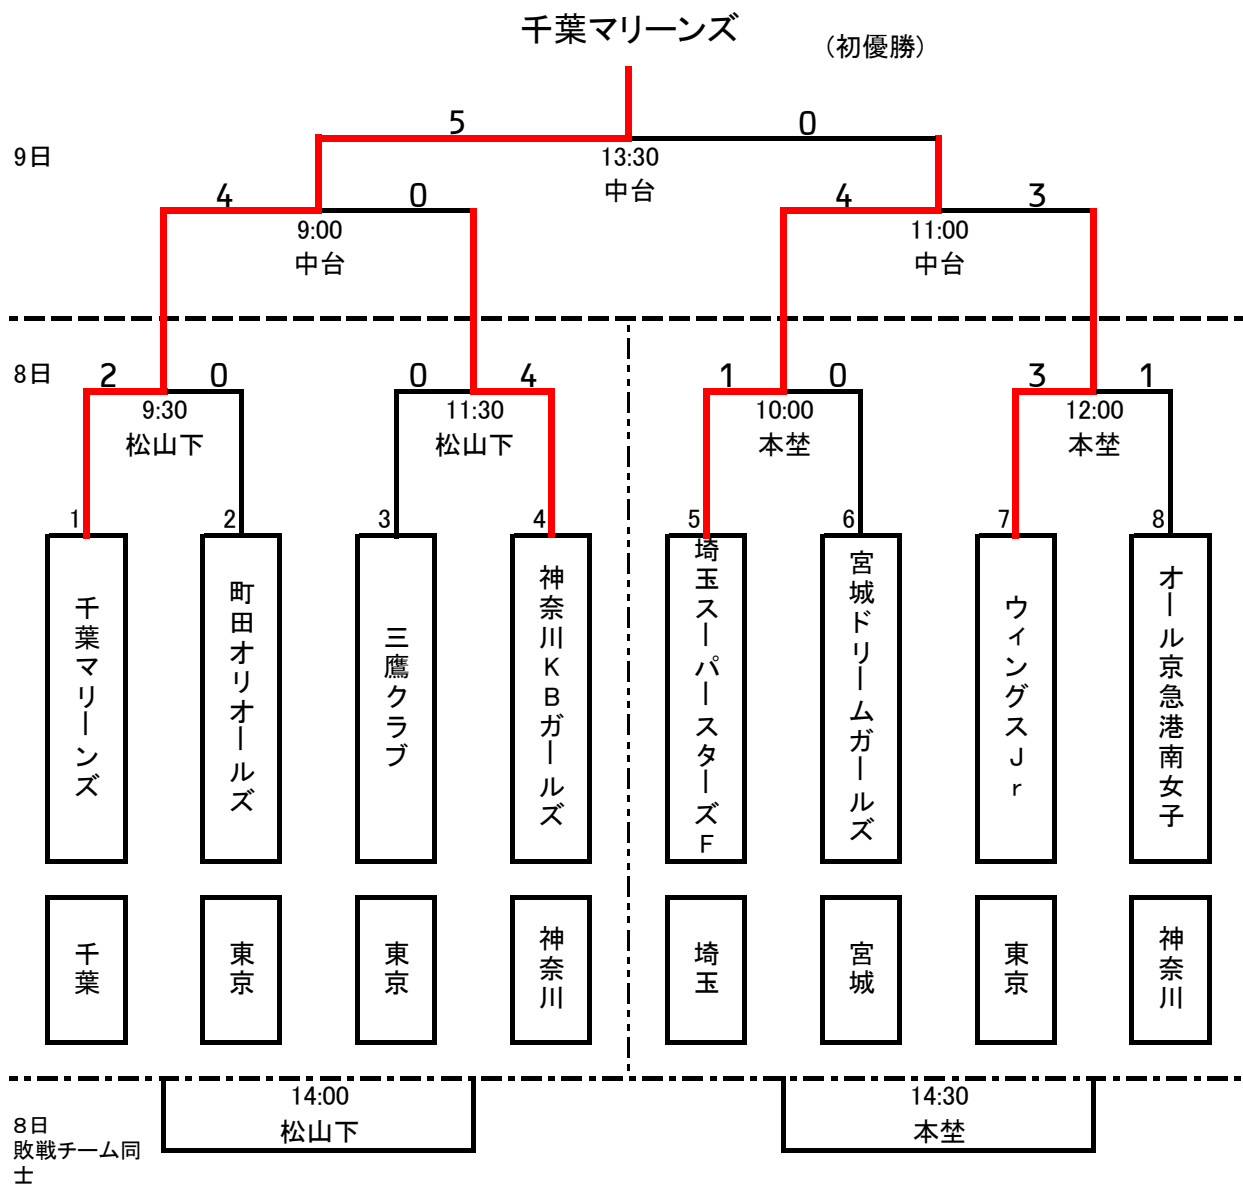 千葉マリーンズ
(初優勝)
5 0
9日
13:30
中台
4 0 4 3
9:00 11:00
中台 中台
8日
2 0 0 4 1 0 3 1
9:30 11:30 10:00 12:00
松山下 松山下 本埜 本埜
1 2 3 4 5 6 7 8
千葉マリーンズ
町田オリオールズ
三鷹クラブ
神奈川KBガールズ
埼玉スーパースターズF
宮城ドリームガールズ
ウィングスJr
オール京急港南女子
千葉
東京
東京
神奈川
埼玉
宮城
東京
神奈川
14:00 14:30
松山下 本埜
8日
敗戦チーム同
士